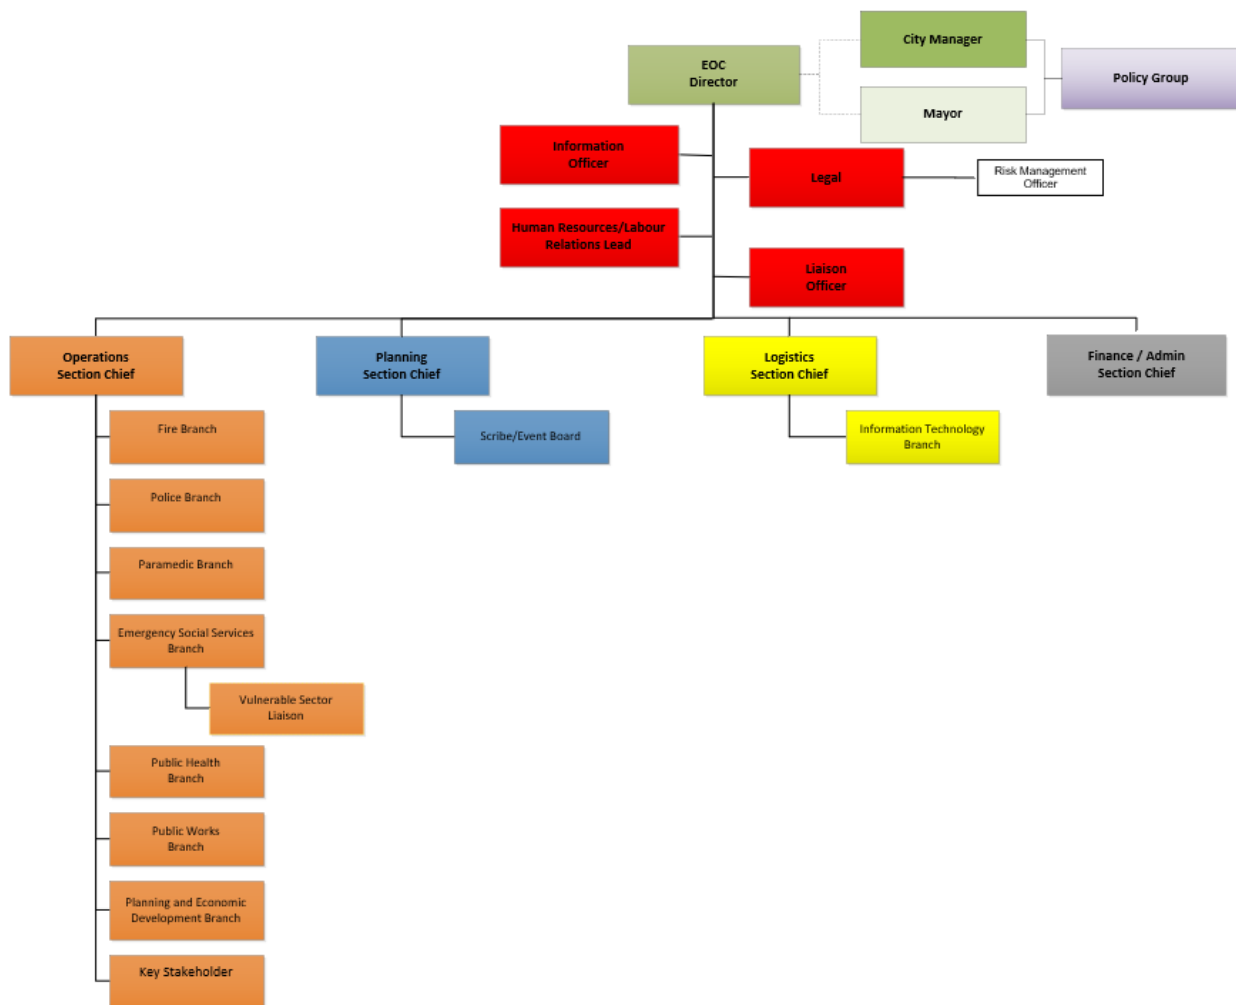 City Manager
EOC
Director
Policy Group
Mayor
Information
Officer
Legal
Risk Management
Officer
Human Resources/Labour
Relations Lead
Liaison
Officer
Operations
Section Chief
Planning
Section Chief
Logistics
Section Chief
Finance / Admin
Section Chief
Fire Branch
Scribe/Event Board
Information Technology
Branch
Police Branch
Paramedic Branch
Emergency Social Services
Branch
Vulnerable Sector
Liaison
Public Health
Branch
Public Works
Branch
Planning and Economic
Development Branch
Key Stakeholder